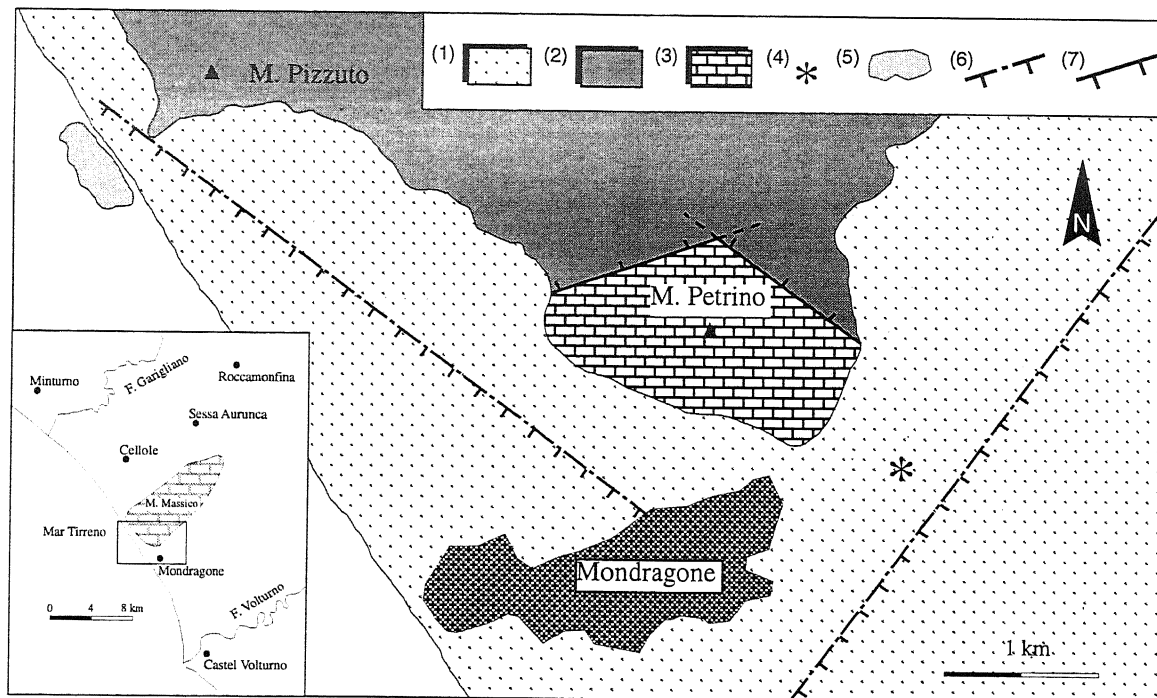 (1) (2) (3) (4) (5) (6) (7)
M. Pizzuto
N
M. Petrino
Mondragone
1 km
Minturno
F. Garigliano
Roccamonfina
Sessa Aurunca
Cellole
M. Massico
Mar Tirreno
Mondragone
0 4 8 km
F. Volturno
Castel Volturno